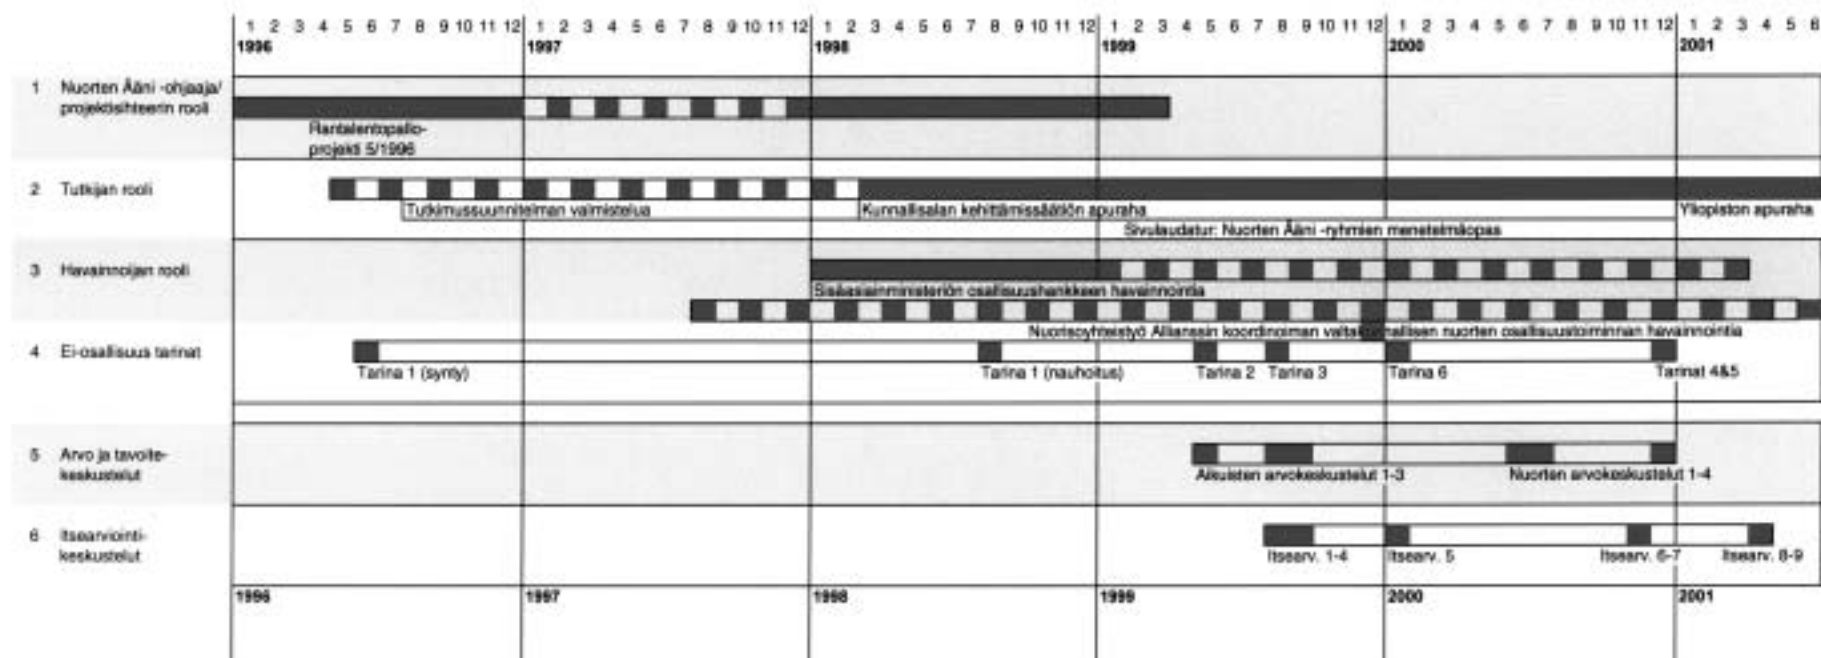 1 2 3 4 5 6 7 8 9 10 11 12 1 2 3 4 5 6 7 8 9 10 11 12 1 2 3 4 5 6 7 8 9 10 11 12 1 2 3 4 5 6 7 8 9 10 11 12 1 2 3 4 5 6 7 8 9 10 11 12 1 2 3 4 5 6
1996 1997 1998 1999 2000 2001
1 Nuorten Ääni -ohjaaja/
projektisihteerin rooli
Rantalentopallo-
projekti 5/1996
2 Tutkijan rooli
Tutkimussuunnitelman valmistelua
Kunnallisalan kehittämissäätiön apuraha
Yliopiston apuraha
Sivulaudatur: Nuorten Ääni -ryhmien menetelmäopas
3 Havainnoijan rooli
Sisäasiainministeriön osallisuushankkeen havainnointia
Nuorisoyhteistyö Allianssin koordinoiman nuorten osallisuustoiminnan havainnointia
4 Ei-osallisuus tarinat
Tarina 1 (synty) Tarina 1 (nauhoitus) Tarina 2 Tarina 3 Tarina 6 Tarinat 4&5
5 Arvo ja tavoite-
keskustelut
Aikuisten arvokeskustelut 1-3 Nuorten arvokeskustelut 1-4
6 Itsearviointi-
keskustelut
Itsearv. 1-4 Itsearv. 5 Itsearv. 6-7 Itsearv. 8-9
1996 1997 1998 1999 2000 2001